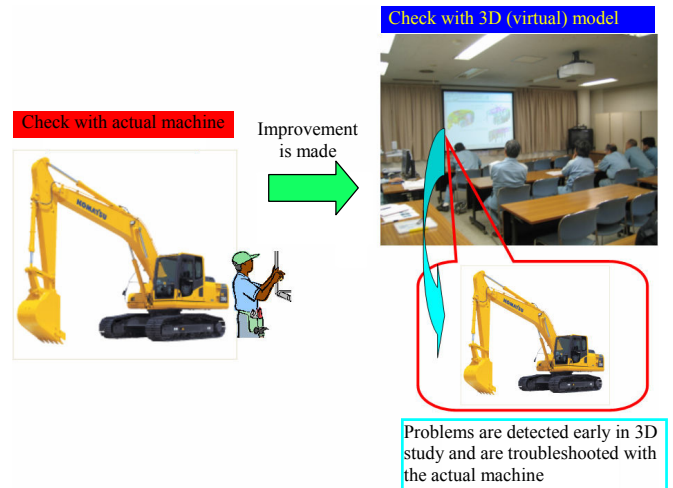 Check with 3D (virtual) model
Check with actual machine
Improvement
is made
KOMATSU
KOMATSU
Problems are detected early in 3D
study and are troubleshooted with
the actual machine